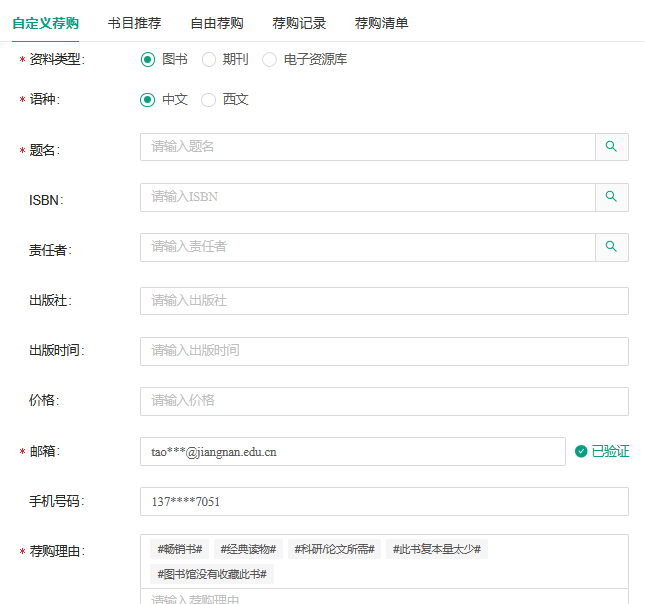 自定义荐购 书目推荐 自由荐购 荐购记录 荐购清单
* 资料类型: 图书 期刊 电子资源库
* 语种: 中文 西文
* 题名: 请输入题名
ISBN: 请输入ISBN
责任者: 请输入责任者
出版社: 请输入出版社
出版时间: 请输入出版时间
价格: 请输入价格
* 邮箱: tao***@jiangnan.edu.cn 已验证
手机号码: 137****7051
* 荐购理由: #畅销书# #经典读物# #科研/论文所需# #此书复本量太少#
#图书馆没有收藏此书#
请输入荐购理由